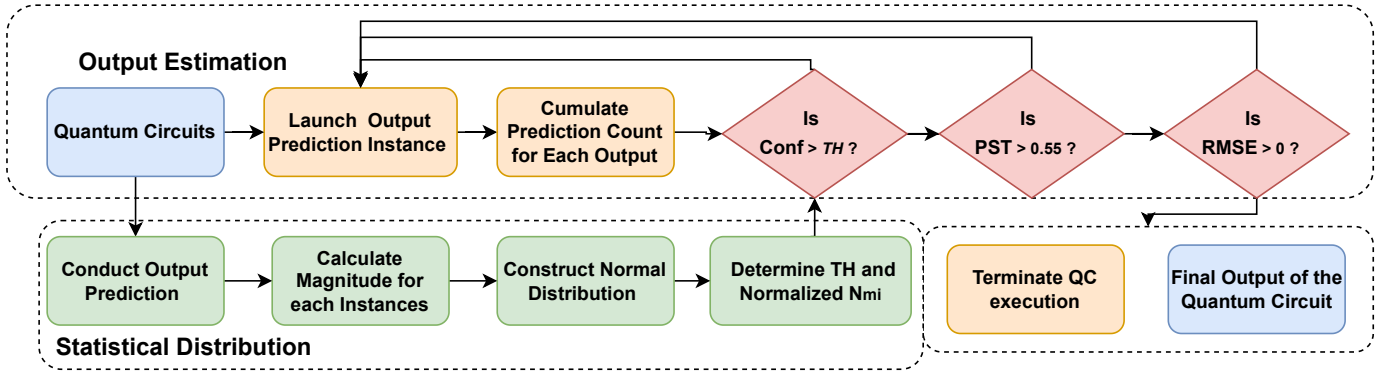 Output Estimation
Quantum Circuits
Launch Output
Prediction Instance
Cumulate
Prediction Count
for Each Output
Is
Conf > TH ?
Is
PST > 0.55 ?
Is
RMSE > 0 ?
Conduct Output
Prediction
Calculate
Magnitude for
each Instances
Construct Normal
Distribution
Determine TH and
Normalized Nmi
Terminate QC
execution
Final Output of the
Quantum Circuit
Statistical Distribution